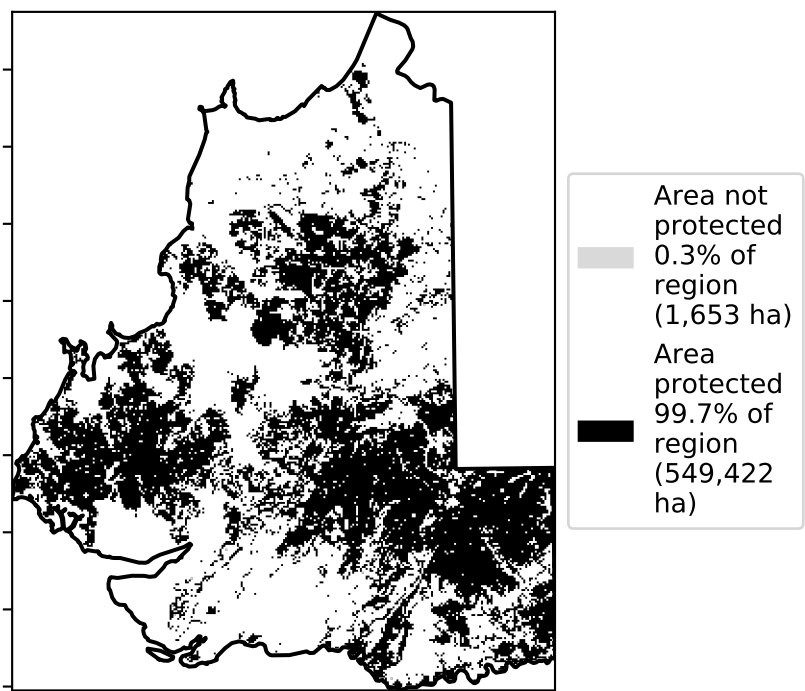 Area not
protected
0.3% of
region
(1,653 ha)
Area
protected
99.7% of
region
(549,422
ha)